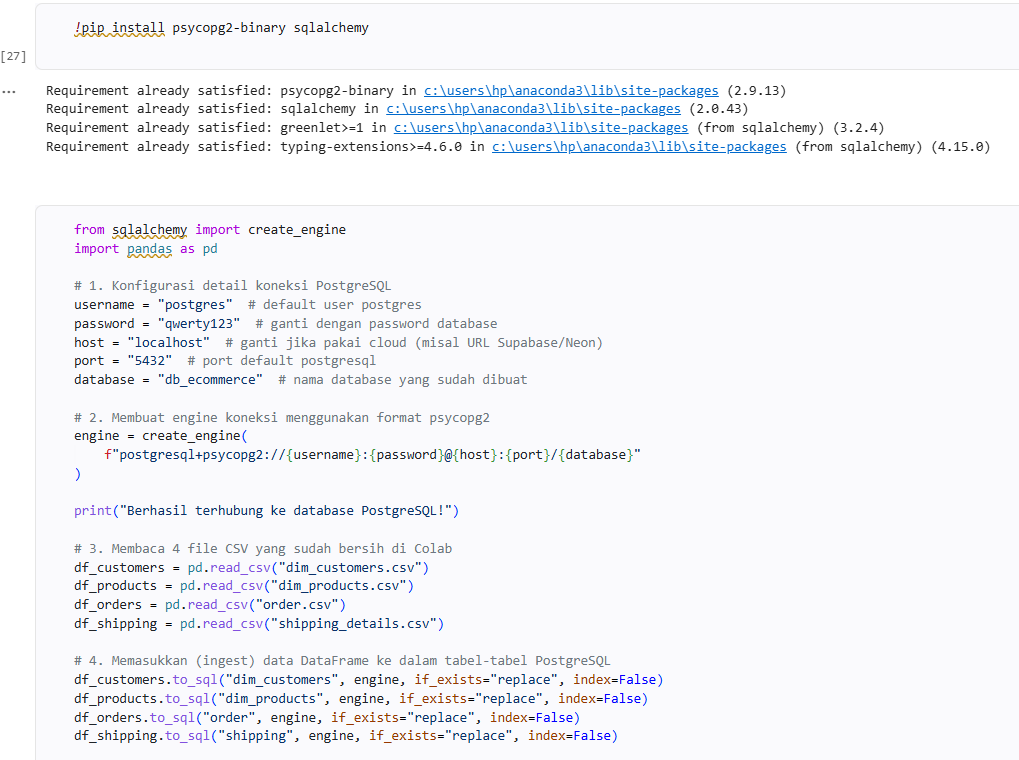 !pip install psycopg2-binary sqlalchemy
[27]
...
Requirement already satisfied: psycopg2-binary in c:\users\hp\anaconda3\lib\site-packages (2.9.13)
Requirement already satisfied: sqlalchemy in c:\users\hp\anaconda3\lib\site-packages (2.0.43)
Requirement already satisfied: greenlet>=1 in c:\users\hp\anaconda3\lib\site-packages (from sqlalchemy) (3.2.4)
Requirement already satisfied: typing-extensions>=4.6.0 in c:\users\hp\anaconda3\lib\site-packages (from sqlalchemy) (4.15.0)
from sqlalchemy import create_engine
import pandas as pd
# 1. Konfigurasi detail koneksi PostgreSQL
username = "postgres"  # default user postgres
password = "qwerty123"  # ganti dengan password database
host = "localhost"  # ganti jika pakai cloud (misal URL Supabase/Neon)
port = "5432"  # port default postgresql
database = "db_ecommerce"  # nama database yang sudah dibuat
# 2. Membuat engine koneksi menggunakan format psycopg2
engine = create_engine(
    f"postgresql+psycopg2://{username}:{password}@{host}:{port}/{database}"
)
print("Berhasil terhubung ke database PostgreSQL!")
# 3. Membaca 4 file CSV yang sudah bersih di Colab
df_customers = pd.read_csv("dim_customers.csv")
df_products = pd.read_csv("dim_products.csv")
df_orders = pd.read_csv("order.csv")
df_shipping = pd.read_csv("shipping_details.csv")
# 4. Memasukkan (ingest) data DataFrame ke dalam tabel-tabel PostgreSQL
df_customers.to_sql("dim_customers", engine, if_exists="replace", index=False)
df_products.to_sql("dim_products", engine, if_exists="replace", index=False)
df_orders.to_sql("order", engine, if_exists="replace", index=False)
df_shipping.to_sql("shipping", engine, if_exists="replace", index=False)